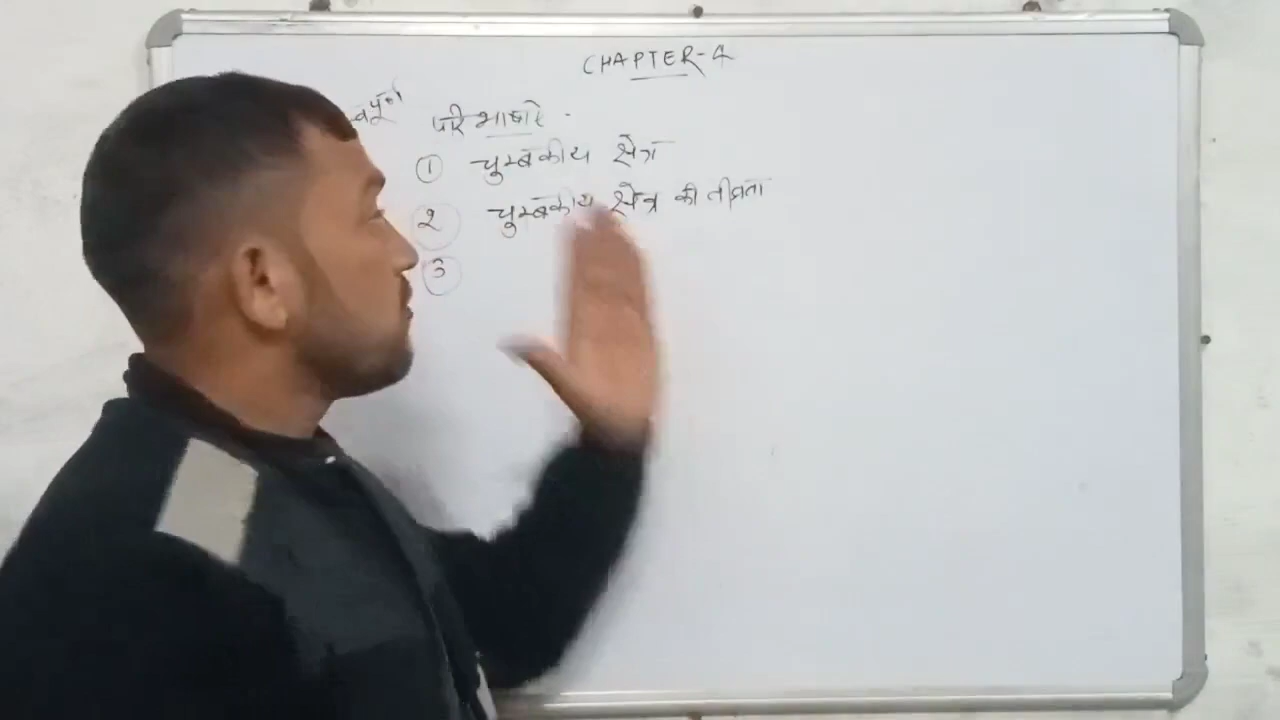 CHAPTER-4
परिभाषाऐ -
① चुम्बकीय क्षेत्र
② चुम्बकीय क्षेत्र की तीव्रता
③